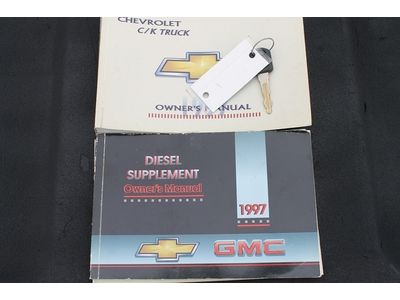 CHEVROLET
C/K TRUCK
OWNER'S MANUAL
DIESEL
SUPPLEMENT
Owner's Manual
1997
GMC